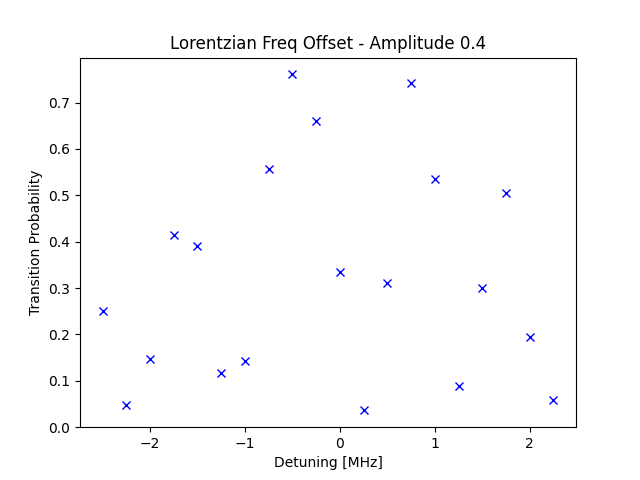 Lorentzian Freq Offset - Amplitude 0.4
Transition Probability
0.7
0.6
0.5
0.4
0.3
0.2
0.1
0.0
−2 −1 0 1 2
Detuning [MHz]